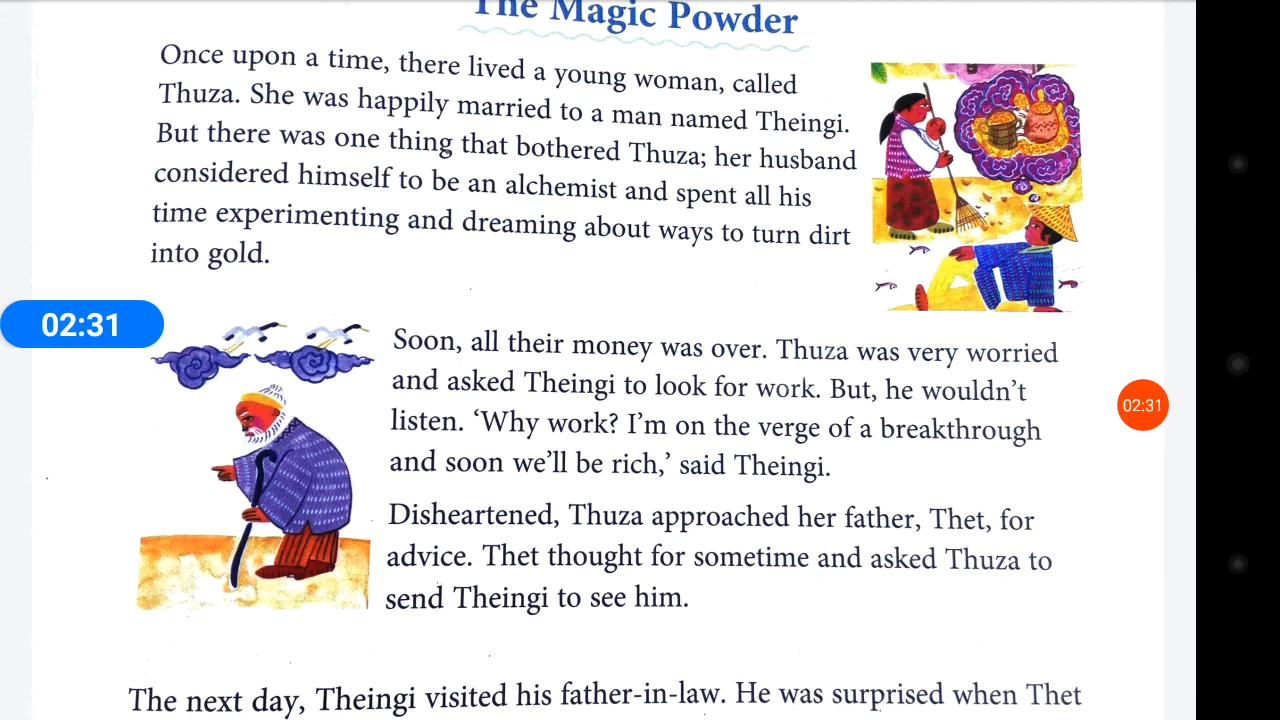 The Magic Powder
Once upon a time, there lived a young woman, called
Thuza. She was happily married to a man named Theingi.
But there was one thing that bothered Thuza; her husband
considered himself to be an alchemist and spent all his
time experimenting and dreaming about ways to turn dirt
into gold.
02:31
Soon, all their money was over. Thuza was very worried
and asked Theingi to look for work. But, he wouldn't
listen. 'Why work? I'm on the verge of a breakthrough
and soon we'll be rich,' said Theingi.
02:31
Disheartened, Thuza approached her father, Thet, for
advice. Thet thought for sometime and asked Thuza to
send Theingi to see him.
The next day, Theingi visited his father-in-law. He was surprised when Thet